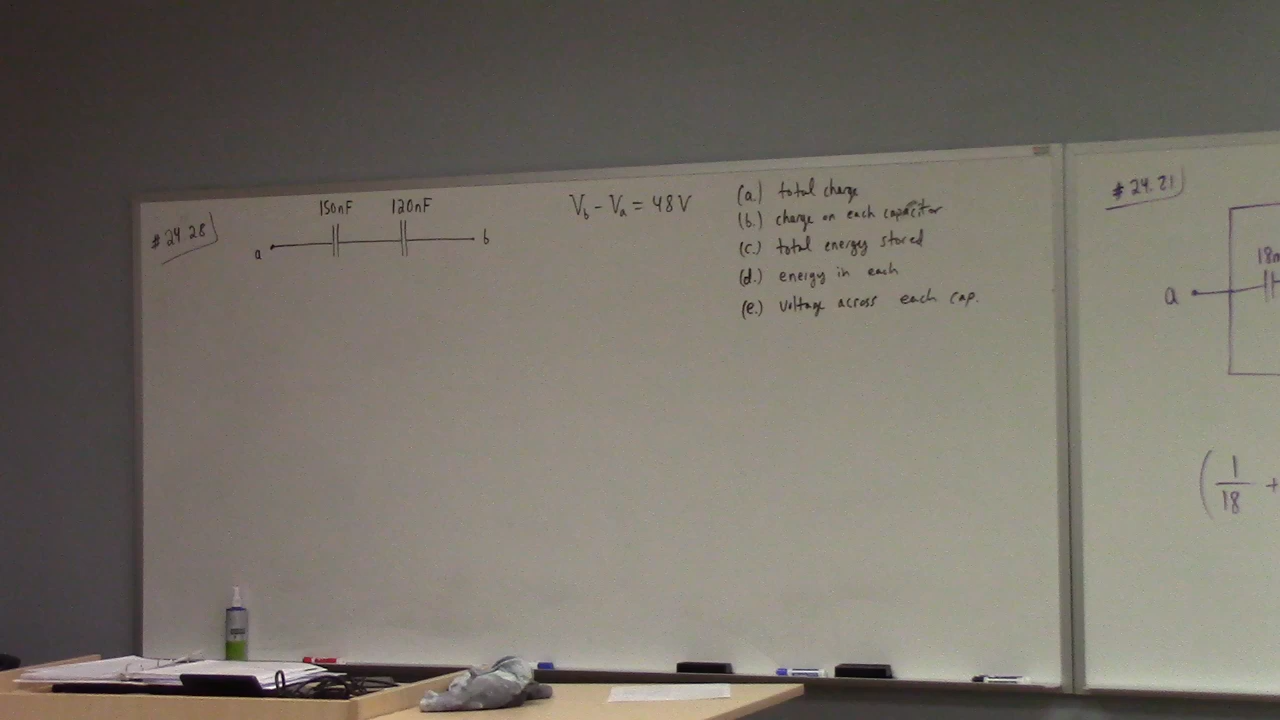 #24.28
150nF 120nF
a b
V_b - V_a = 48V
(a.) total charge
(b.) charge on each capacitor
(c.) total energy stored
(d.) energy in each
(e.) voltage across each cap.
#24.21
18
a
( 1/18 +